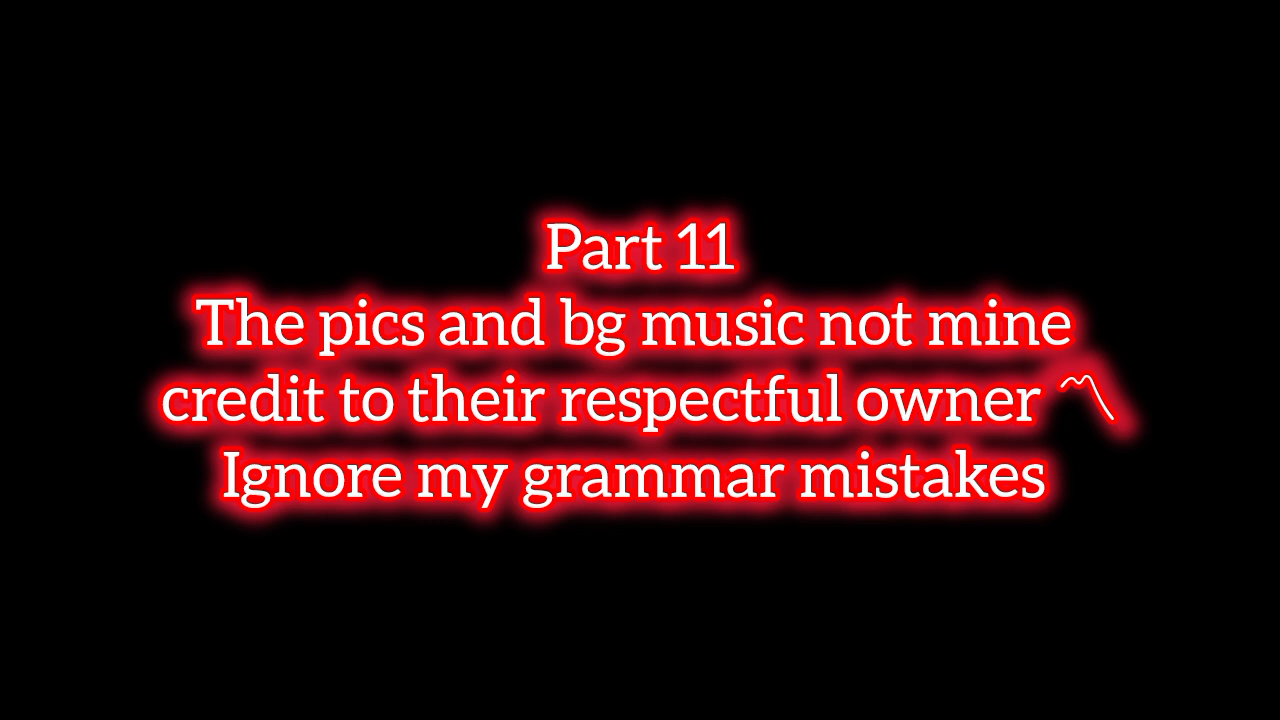 Part 11
The pics and bg music not mine
credit to their respectful owner 〽
Ignore my grammar mistakes